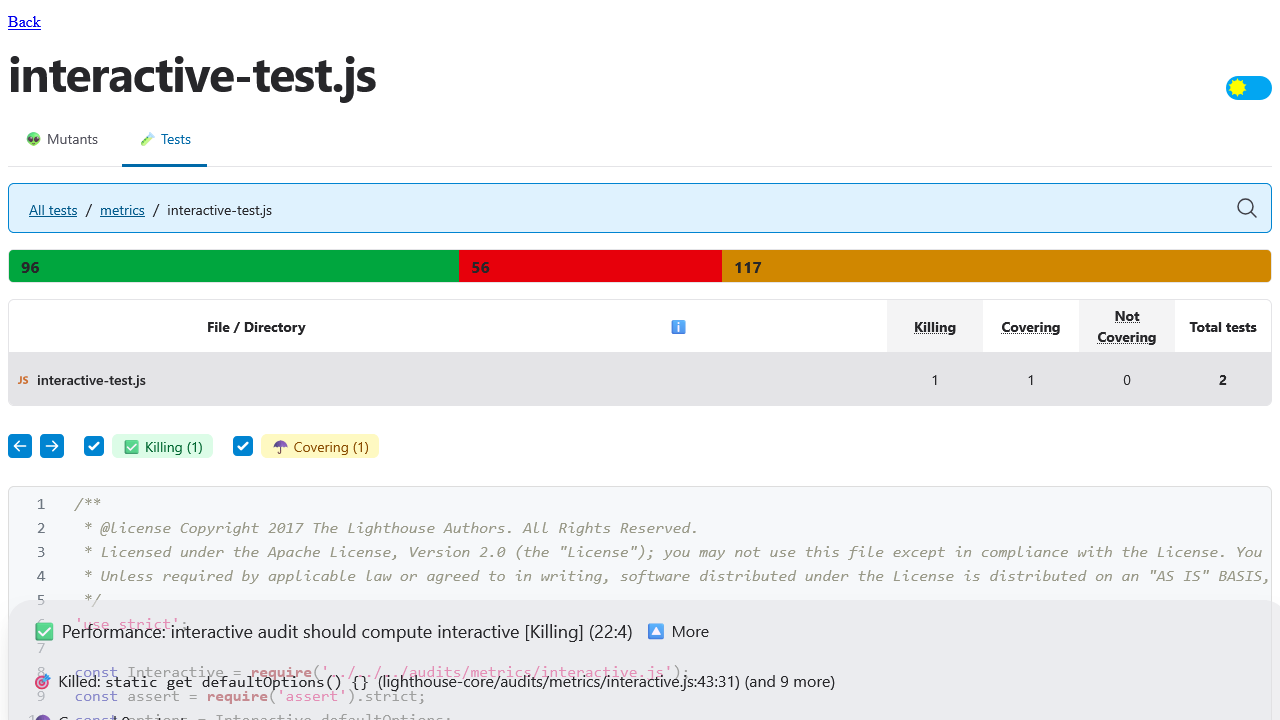 Back
interactive-test.js
👽 Mutants 🧪 Tests
All tests / metrics / interactive-test.js
96 56 117
File / Directory ℹ️ Killing Covering Not Covering Total tests
JS interactive-test.js 1 1 0 2
✅ Killing (1) ☂️ Covering (1)
1 /**
2 * @license Copyright 2017 The Lighthouse Authors. All Rights Reserved.
3 * Licensed under the Apache License, Version 2.0 (the "License"); you may not use this file except in compliance with the License. You
4 * Unless required by applicable law or agreed to in writing, software distributed under the License is distributed on an "AS IS" BASIS,
5 */
6 'use strict';
✅ Performance: interactive audit should compute interactive [Killing] (22:4) 🔼 More
7
8 const Interactive = require('../../../audits/metrics/interactive.js');
🎯 Killed: static get defaultOptions() {} (lighthouse-core/audits/metrics/interactive.js:43:31) (and 9 more)
9 const assert = require('assert').strict;
const options = Interactive.defaultOptions;